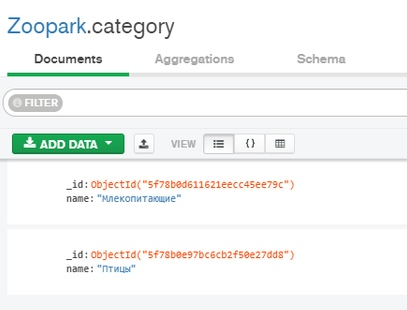 Zoopark.category
Documents Aggregations Schema
FILTER
ADD DATA VIEW { }
_id: ObjectId("5f78b0d611621eecc45ee79c")
name: "Млекопитающие"
_id: ObjectId("5f78b0e97bc6cb2f50e27dd8")
name: "Птицы"